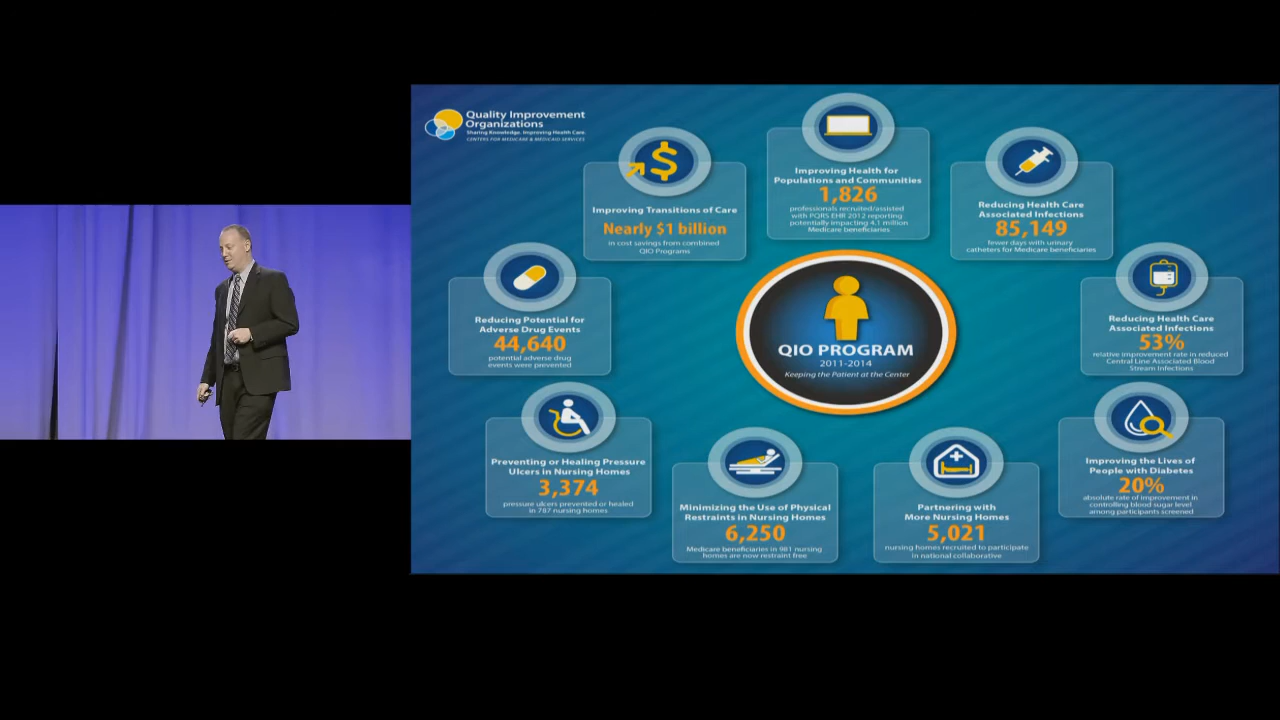 Quality Improvement
Organizations
Sharing Knowledge. Improving Health Care.
CENTERS FOR MEDICARE & MEDICAID SERVICES
Improving Transitions of Care
Nearly $1 billion
in cost savings from combined
QIO Programs
Improving Health for
Populations and Communities
1,826
professionals recruited/assisted
with PQRS EHR 2012 reporting
potentially impacting 4.1 million
Medicare beneficiaries
Reducing Health Care
Associated Infections
85,149
fewer days with urinary
catheters for Medicare beneficiaries
Reducing Potential for
Adverse Drug Events
44,640
potential adverse drug
events were prevented
QIO PROGRAM
2011-2014
Keeping the Patient at the Center
Reducing Health Care
Associated Infections
53%
relative improvement rate in reduced
Central Line Associated Blood
Stream Infections
Preventing or Healing Pressure
Ulcers in Nursing Homes
3,374
pressure ulcers prevented or healed
in 787 nursing homes
Minimizing the Use of Physical
Restraints in Nursing Homes
6,250
Medicare beneficiaries in 981 nursing
homes are now restraint free
Partnering with
More Nursing Homes
5,021
nursing homes recruited to participate
in national collaborative
Improving the Lives of
People with Diabetes
20%
absolute rate of improvement in
controlling blood sugar level
among participants screened